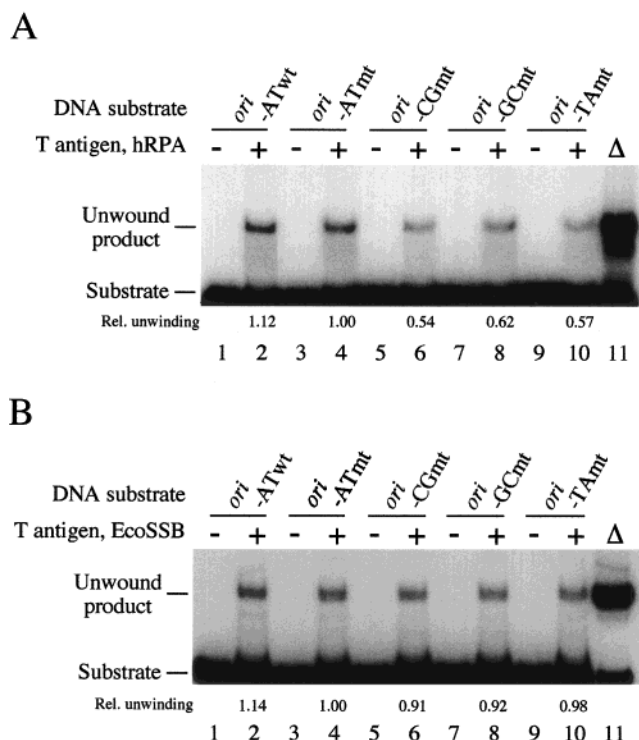 A
DNA substrate ori-ATwt ori-ATmt ori-CGmt ori-GCmt ori-TAmt
T antigen, hRPA - + - + - + - + - + Δ
Unwound
product
Substrate
Rel. unwinding 1.12 1.00 0.54 0.62 0.57
1 2 3 4 5 6 7 8 9 10 11
B
DNA substrate ori-ATwt ori-ATmt ori-CGmt ori-GCmt ori-TAmt
T antigen, EcoSSB - + - + - + - + - + Δ
Unwound
product
Substrate
Rel. unwinding 1.14 1.00 0.91 0.92 0.98
1 2 3 4 5 6 7 8 9 10 11